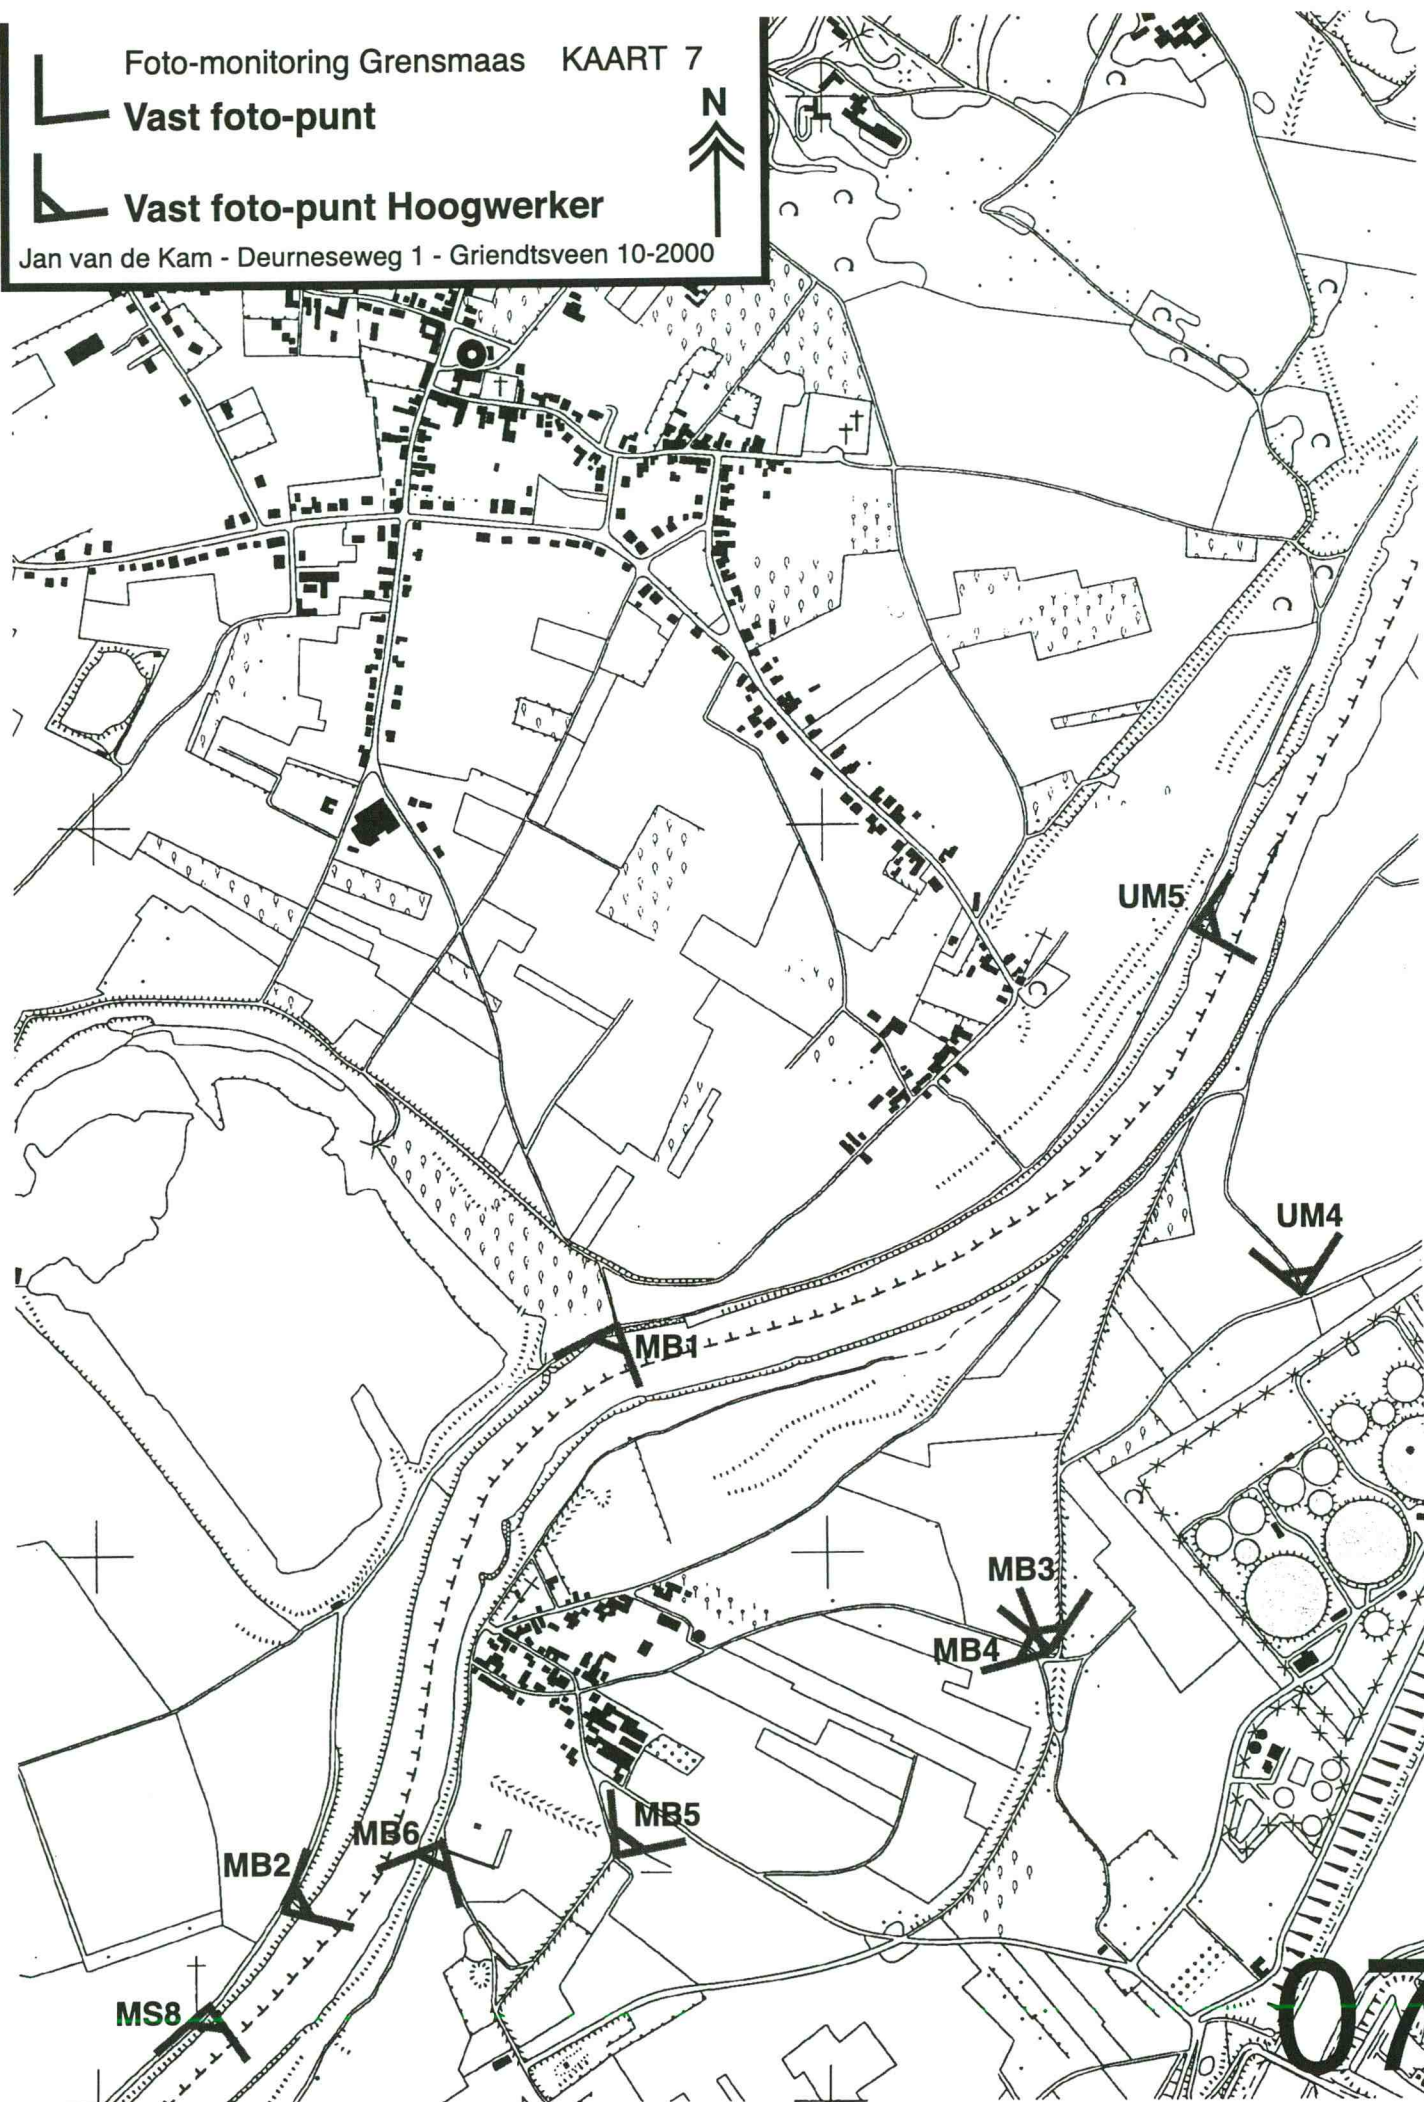 Foto-monitoring Grensmaas KAART 7
Vast foto-punt
N
Vast foto-punt Hoogwerker
Jan van de Kam - Deurneseweg 1 - Griendtsveen 10-2000
UM5
UM4
MB1
MB3
MB4
MB5
MB6
MB2
MS8
07